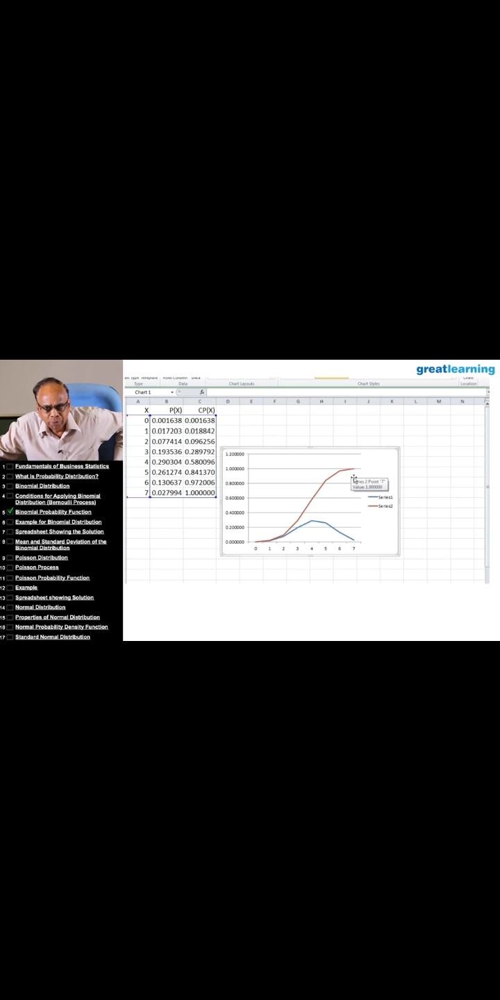 greatlearning
Type Data Chart Layouts Chart Styles Location
Chart 1 fx
A B C D E F G H I J K L M N
X P(X) CP(X)
0 0.001638 0.001638
1 0.017203 0.018842
2 0.077414 0.096256
3 0.193536 0.289792
4 0.290304 0.580096
5 0.261274 0.841370
6 0.130637 0.972006
7 0.027994 1.000000
1.200000
1.000000
0.800000
0.600000
0.400000
0.200000
0.000000
0 1 2 3 4 5 6 7
Series 2 Point "7"
Value: 1.000000
Series1
Series2
1 Fundamentals of Business Statistics
2 What is Probability Distribution?
3 Binomial Distribution
4 Conditions for Applying Binomial
Distribution (Bernoulli Process)
5 Binomial Probability Function
6 Example for Binomial Distribution
7 Spreadsheet Showing the Solution
8 Mean and Standard Deviation of the
Binomial Distribution
9 Poisson Distribution
10 Poisson Process
11 Poisson Probability Function
12 Example
13 Spreadsheet showing Solution
14 Normal Distribution
15 Properties of Normal Distribution
16 Normal Probability Density Function
17 Standard Normal Distribution